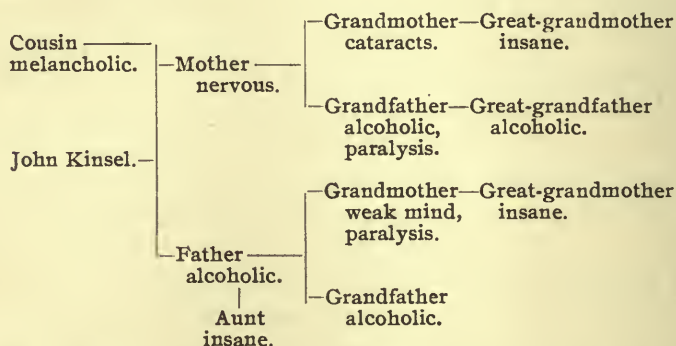 Grandmother—Great-grandmother
cataracts. insane.
Cousin
melancholic.
Mother
nervous.
Grandfather—Great-grandfather
alcoholic, alcoholic.
paralysis.
John Kinsel.
Grandmother—Great-grandmother
weak mind, insane.
paralysis.
Father
alcoholic.
Grandfather
alcoholic.
Aunt
insane.